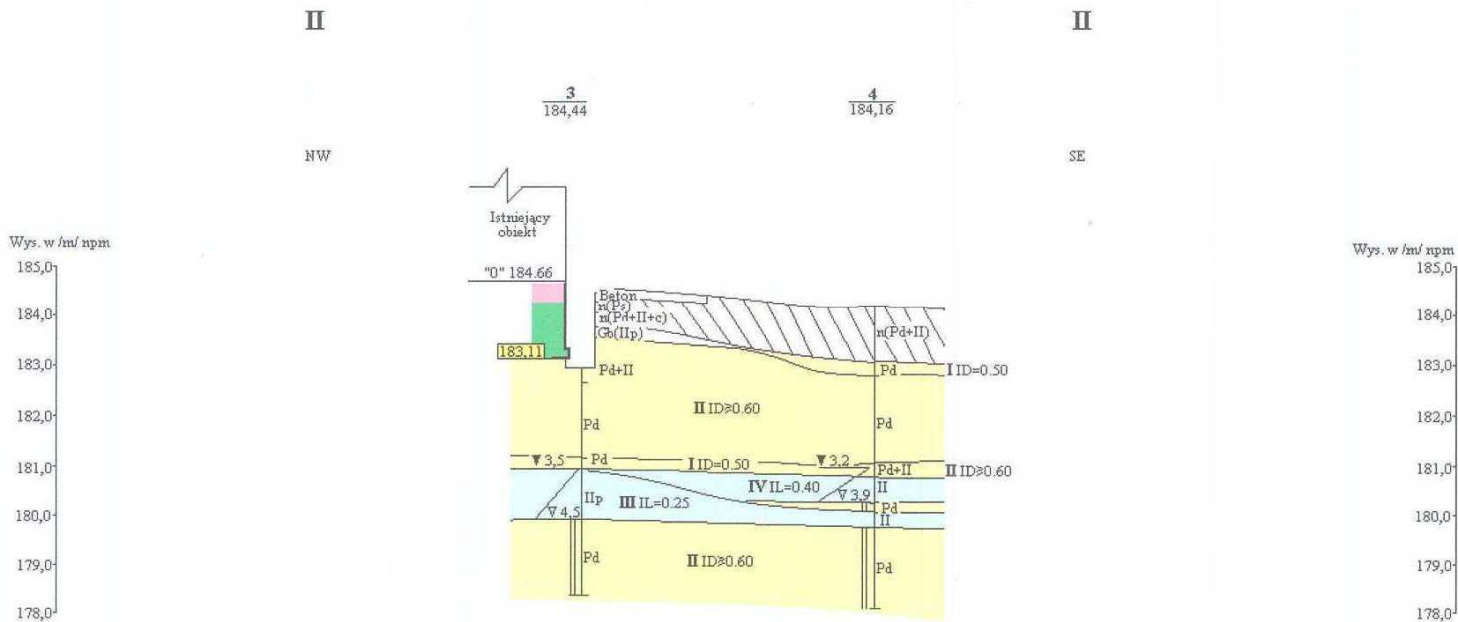 II II
3 4
184,44 184,16
NW SE
Istniejący
obiekt
Wys. w /m/ npm Wys. w /m/ npm
185,0 "0" 184.66 185,0
Beton
n(Ps)
184,0 n(Pd+II+c) 184,0
Gb(IIp) n(Pd+II)
183,11
183,0 Pd+II Pd I ID=0.50 183,0
II ID≥0.60
182,0 Pd Pd 182,0
▼3,5 Pd I ID=0.50 ▼3,2
181,0 Pd+II II ID≥0.60 181,0
IV IL=0.40 II
IIp III IL=0.25 ∇3,9
∇4,5 Pd
180,0 II 180,0
Pd II ID≥0.60 Pd
179,0 179,0
178,0 178,0